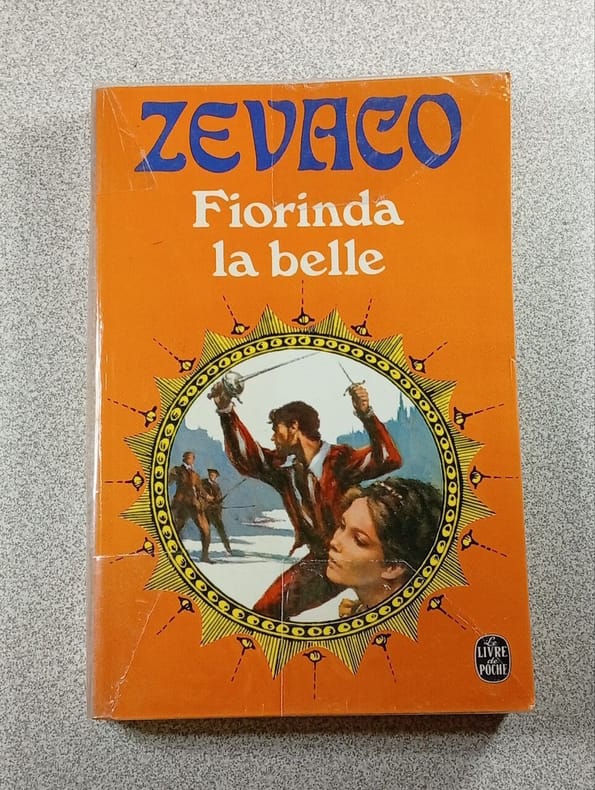 ZEVACO
Fiorinda
la belle
Le
LIVRE
de
POCHE